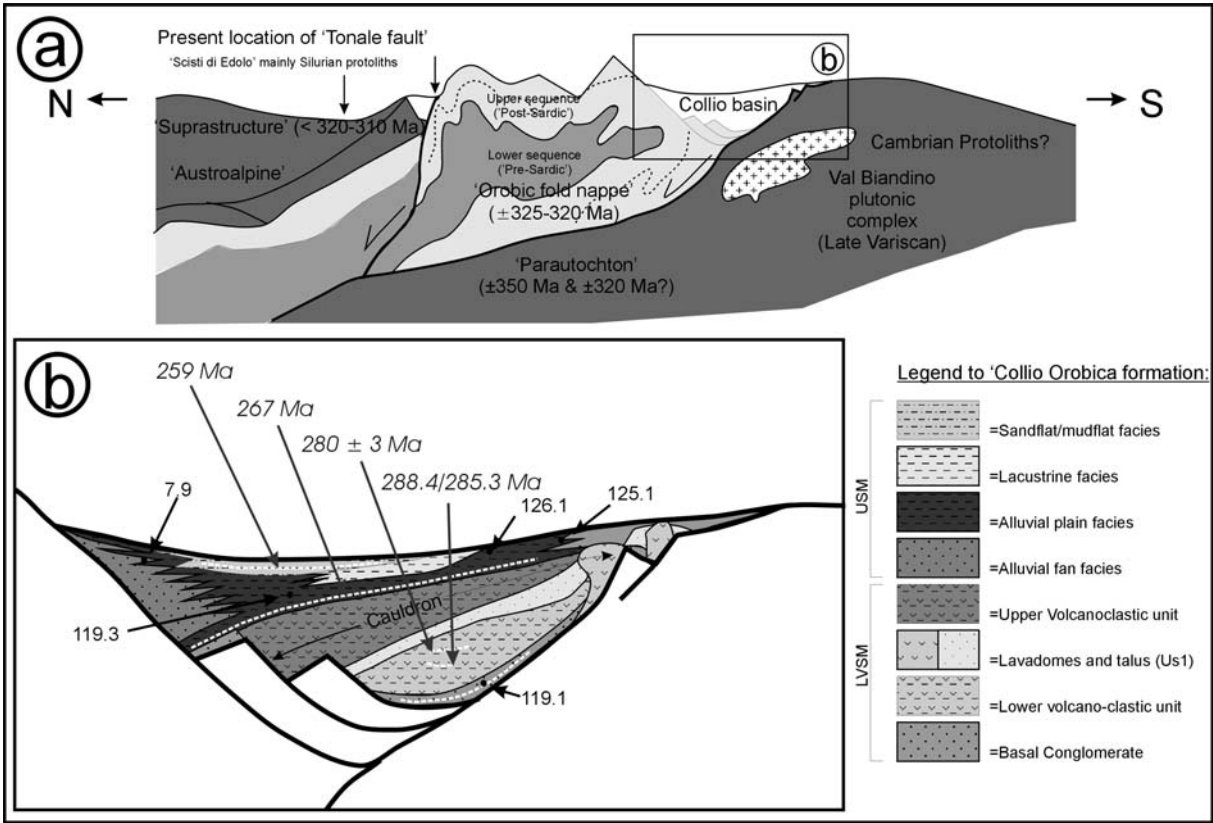 a
Present location of 'Tonale fault'
'Scisti di Edolo' mainly Silurian protoliths
N
S
b
Collio basin
Upper sequence
('Post-Sardic')
'Suprastructure' (< 320-310 Ma)
Cambrian Protoliths?
Lower sequence
('Pre-Sardic')
'Austroalpine'
'Orobic fold nappe'
(±325-320 Ma)
Val Biandino
plutonic
complex
(Late Variscan)
'Parautochton'
(±350 Ma & ±320 Ma?)
b
259 Ma
267 Ma
280 ± 3 Ma
288.4/285.3 Ma
7,9
126.1
125.1
Cauldron
119.3
119.1
Legend to 'Collio Orobica formation:
USM
=Sandflat/mudflat facies
=Lacustrine facies
=Alluvial plain facies
=Alluvial fan facies
LVSM
=Upper Volcanoclastic unit
=Lavadomes and talus (Us1)
=Lower volcano-clastic unit
=Basal Conglomerate